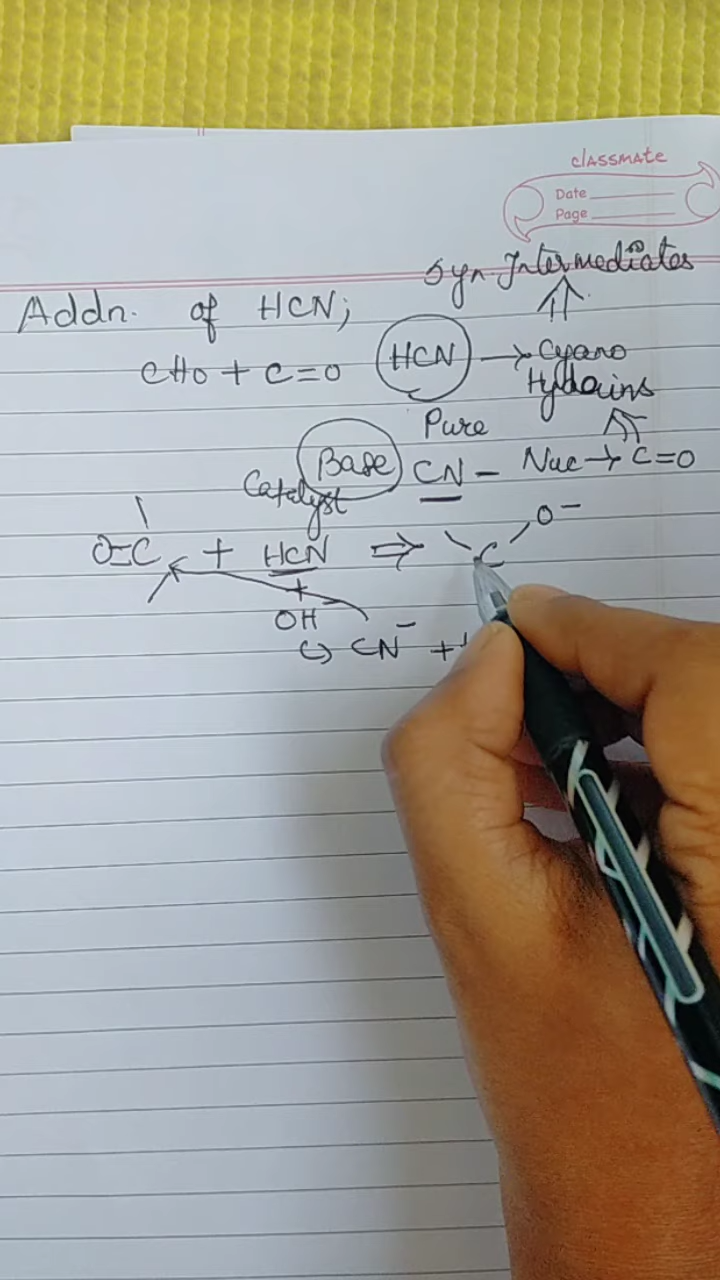 classmate
Date
Page
Syn. Intermediates
Addn. of HCN;
CHO + C=O HCN → Cyano
Hydrins
Pure
Base CN - Nuc → C=O
Catalyst
O=C + HCN ⇒ C O⁻
+
OH
↪ CN⁻ +